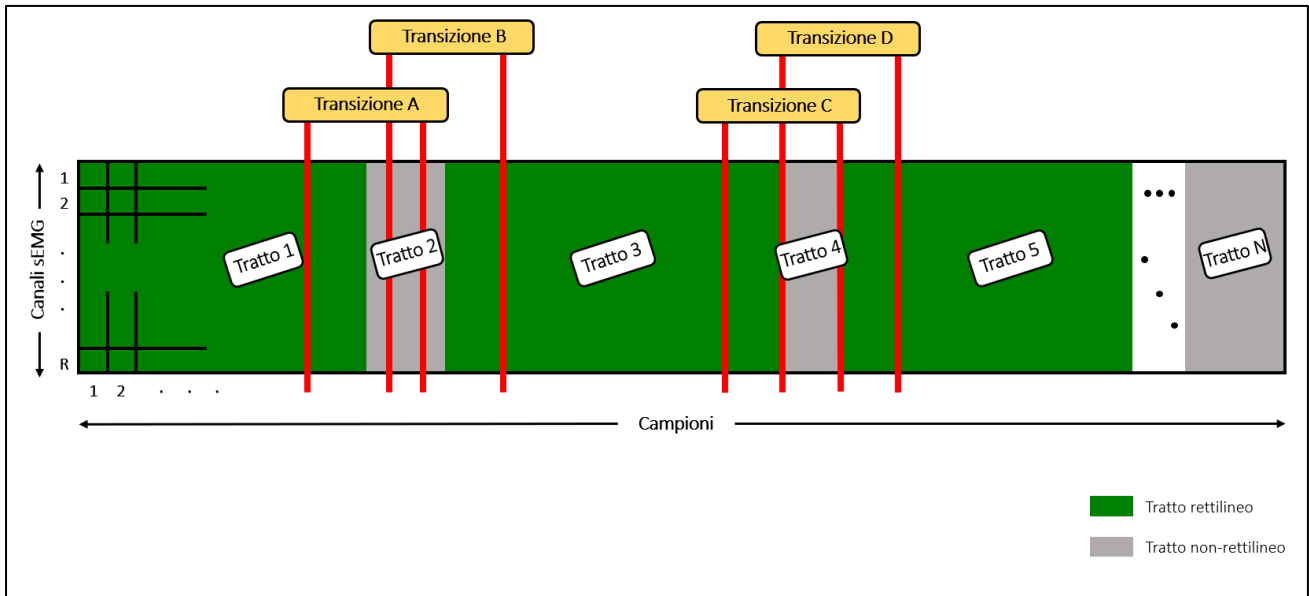 Transizione B
Transizione D
Transizione A
Transizione C
Canali sEMG
1
2
.
.
.
R
Tratto 1
Tratto 2
Tratto 3
Tratto 4
Tratto 5
Tratto N
1 2 . . .
Campioni
Tratto rettilineo
Tratto non-rettilineo